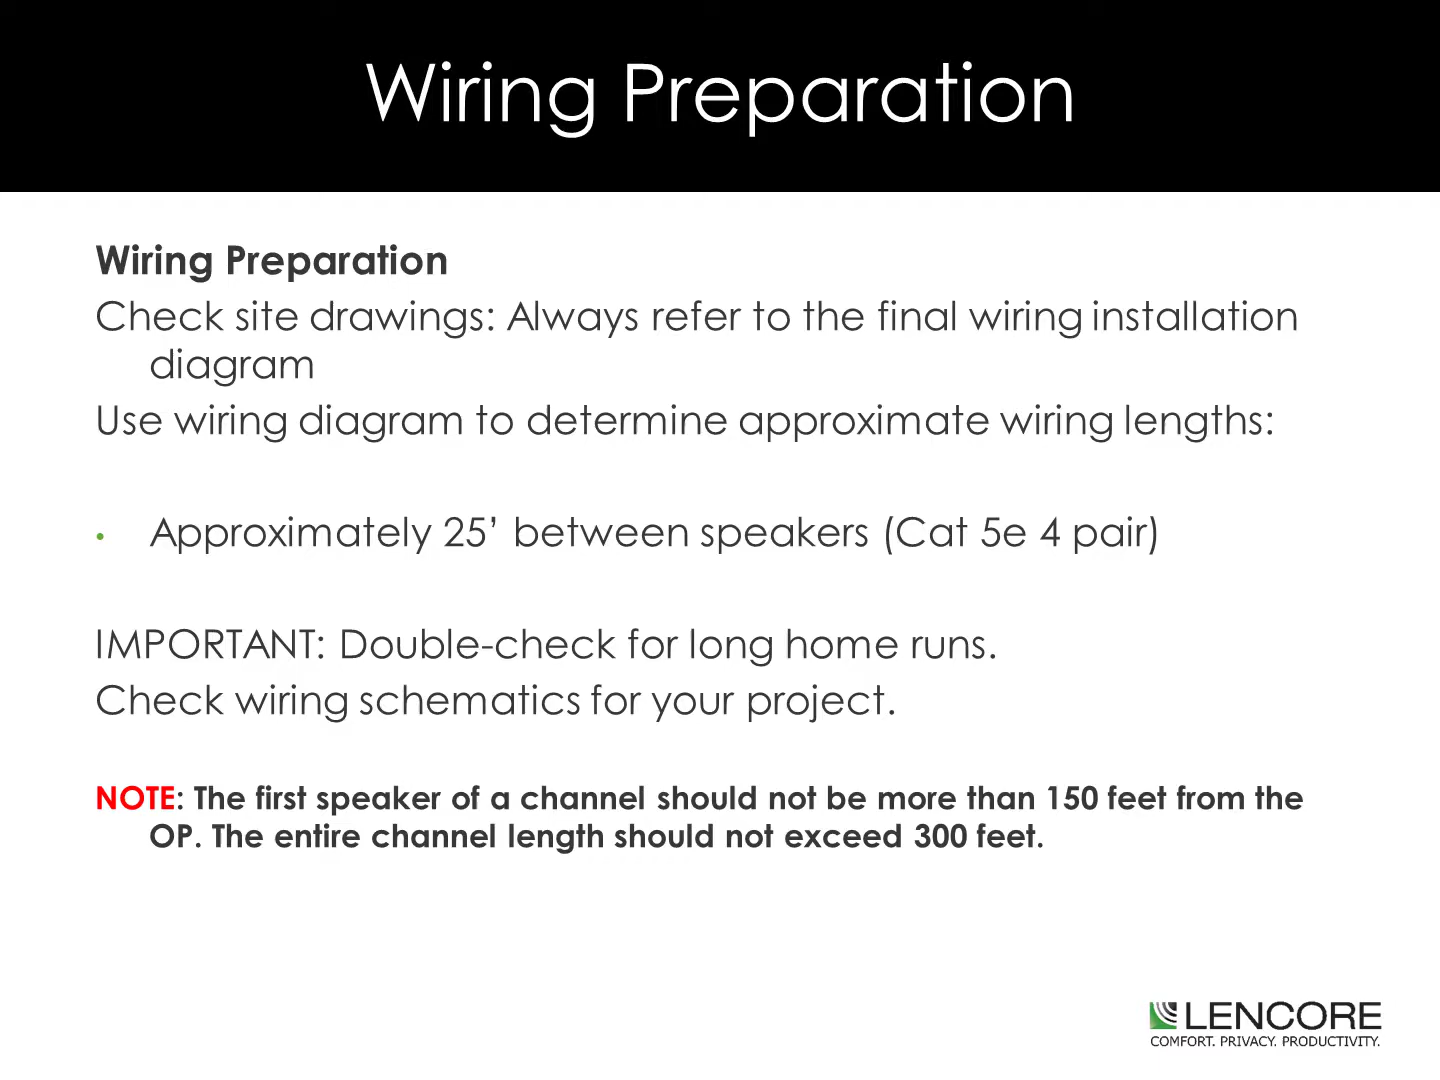 Wiring Preparation
Wiring Preparation
Check site drawings: Always refer to the final wiring installation
diagram
Use wiring diagram to determine approximate wiring lengths:
• Approximately 25’ between speakers (Cat 5e 4 pair)
IMPORTANT: Double-check for long home runs.
Check wiring schematics for your project.
NOTE: The first speaker of a channel should not be more than 150 feet from the
OP. The entire channel length should not exceed 300 feet.
LENCORE
COMFORT. PRIVACY. PRODUCTIVITY.